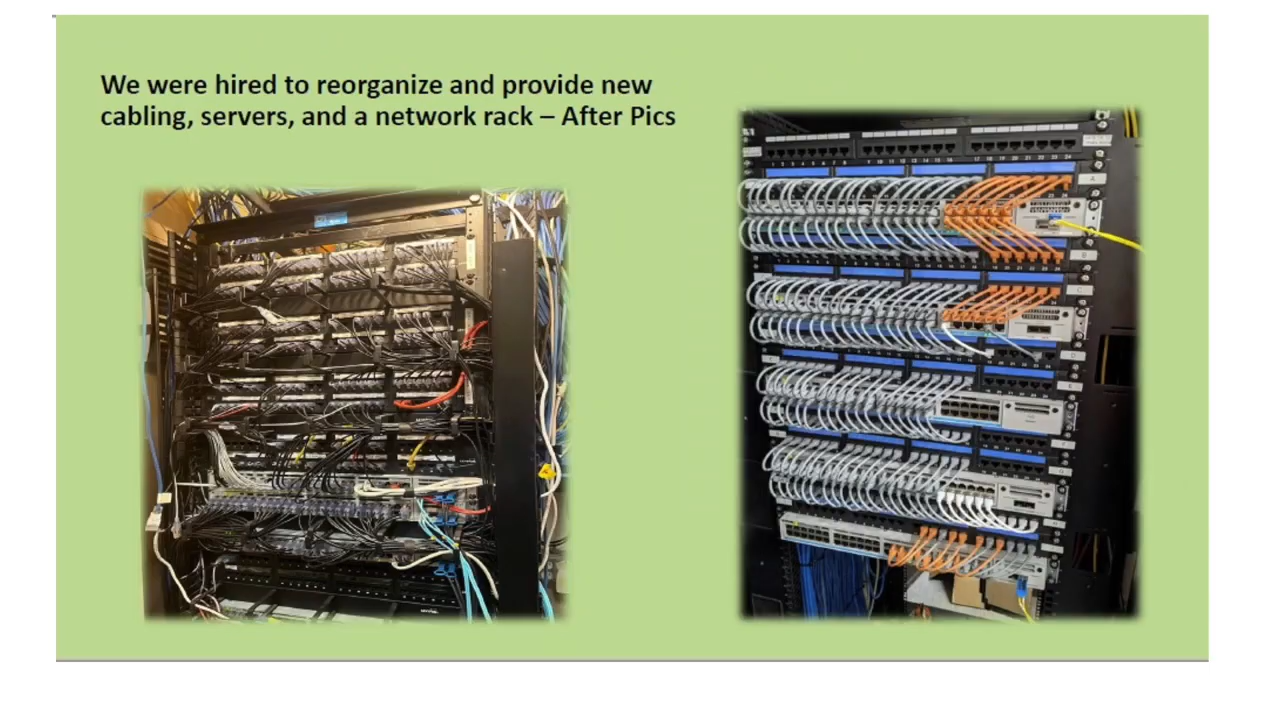 We were hired to reorganize and provide new
cabling, servers, and a network rack – After Pics